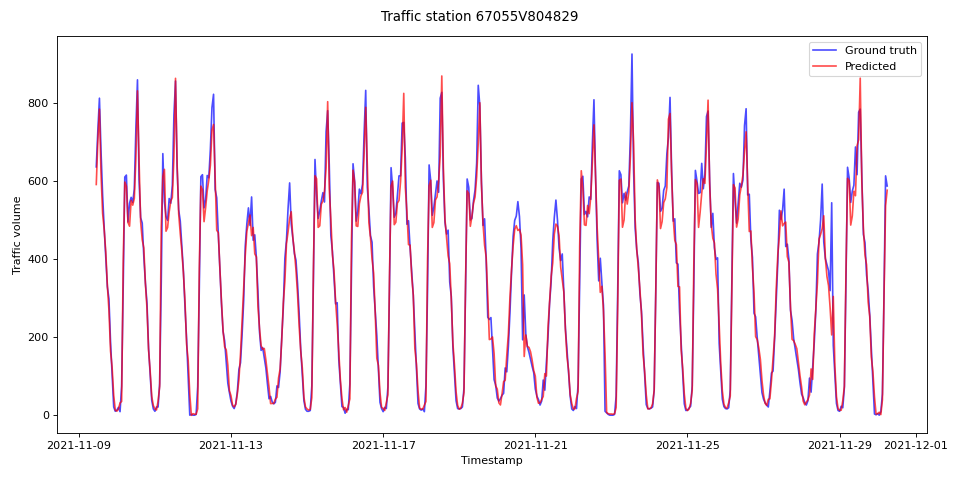 Traffic station 67055V804829
Ground truth
Predicted
Traffic volume
800
600
400
200
0
2021-11-09
2021-11-13
2021-11-17
2021-11-21
2021-11-25
2021-11-29
2021-12-01
Timestamp